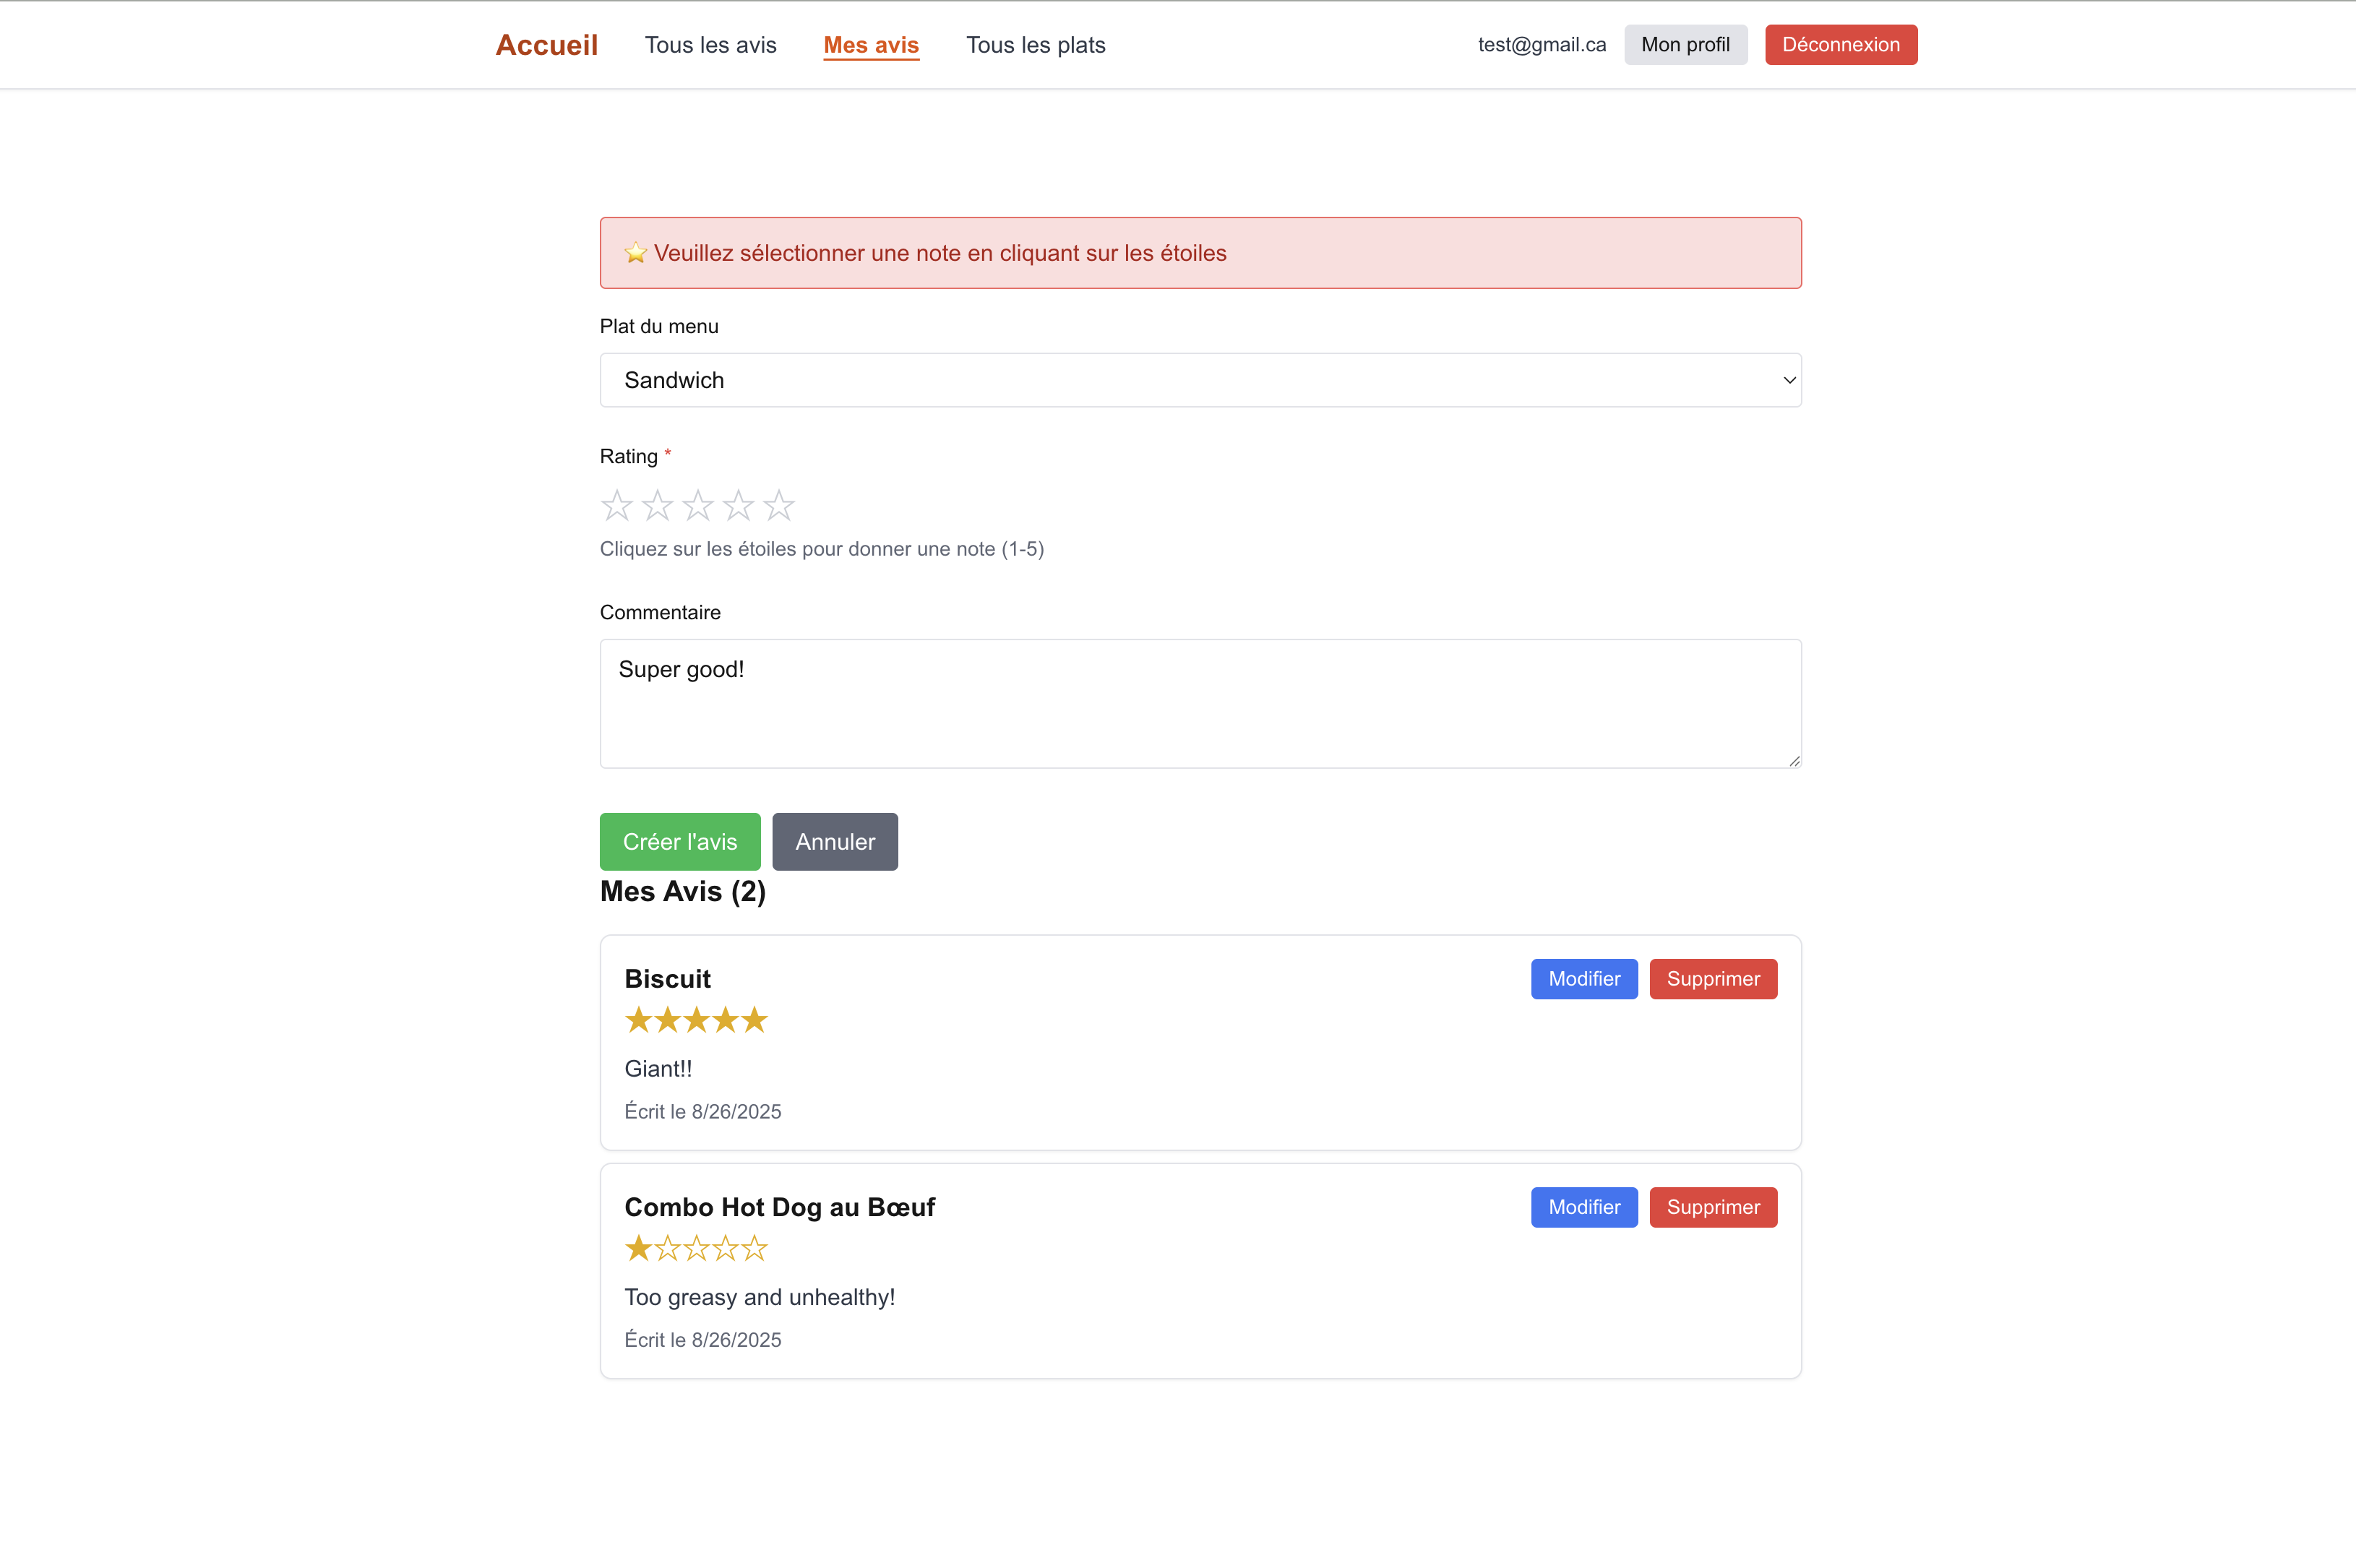 Accueil Tous les avis Mes avis Tous les plats test@gmail.ca Mon profil Déconnexion
⭐ Veuillez sélectionner une note en cliquant sur les étoiles
Plat du menu
Sandwich
Rating *
☆☆☆☆☆
Cliquez sur les étoiles pour donner une note (1-5)
Commentaire
Super good!
Créer l'avis Annuler
Mes Avis (2)
Biscuit Modifier Supprimer
★★★★★
Giant!!
Écrit le 8/26/2025
Combo Hot Dog au Bœuf Modifier Supprimer
★☆☆☆☆
Too greasy and unhealthy!
Écrit le 8/26/2025